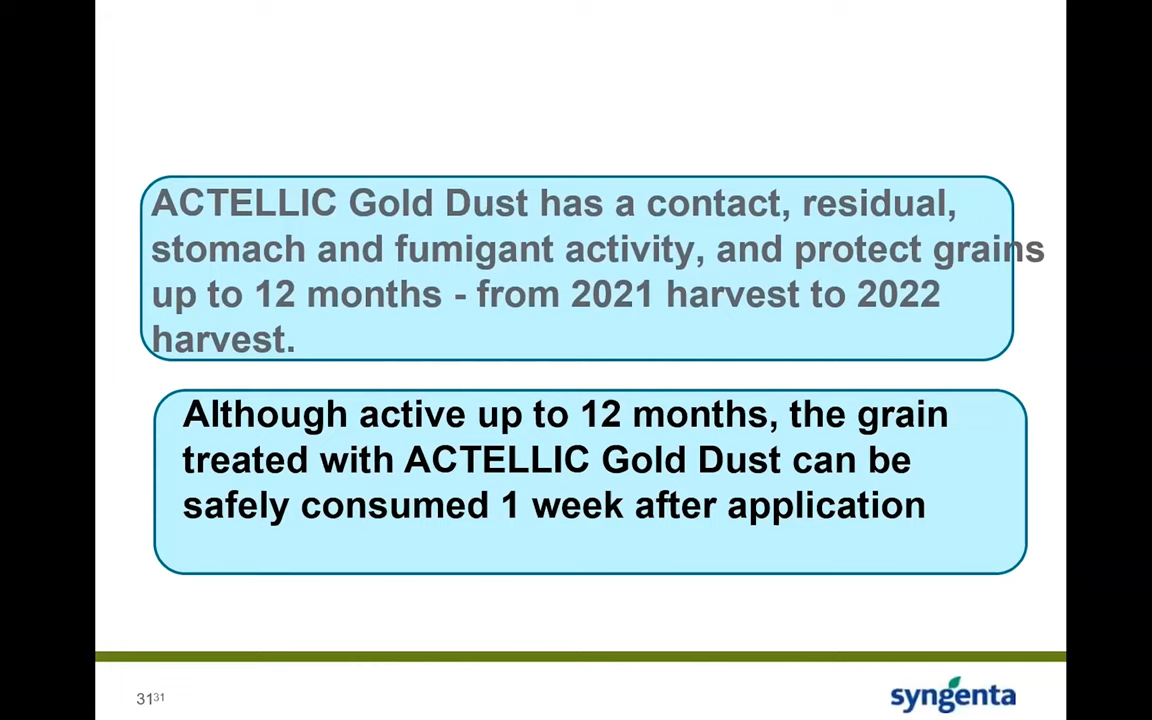 ACTELLIC Gold Dust has a contact, residual,
stomach and fumigant activity, and protect grains
up to 12 months - from 2021 harvest to 2022
harvest.
Although active up to 12 months, the grain
treated with ACTELLIC Gold Dust can be
safely consumed 1 week after application
3131
syngenta